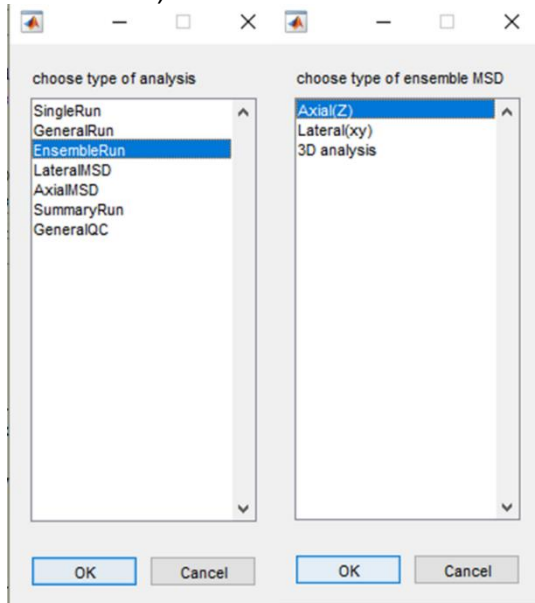 choose type of analysis
SingleRun
GeneralRun
EnsembleRun
LateralMSD
AxialMSD
SummaryRun
GeneralQC
OK
Cancel
choose type of ensemble MSD
Axial(Z)
Lateral(xy)
3D analysis
OK
Cancel